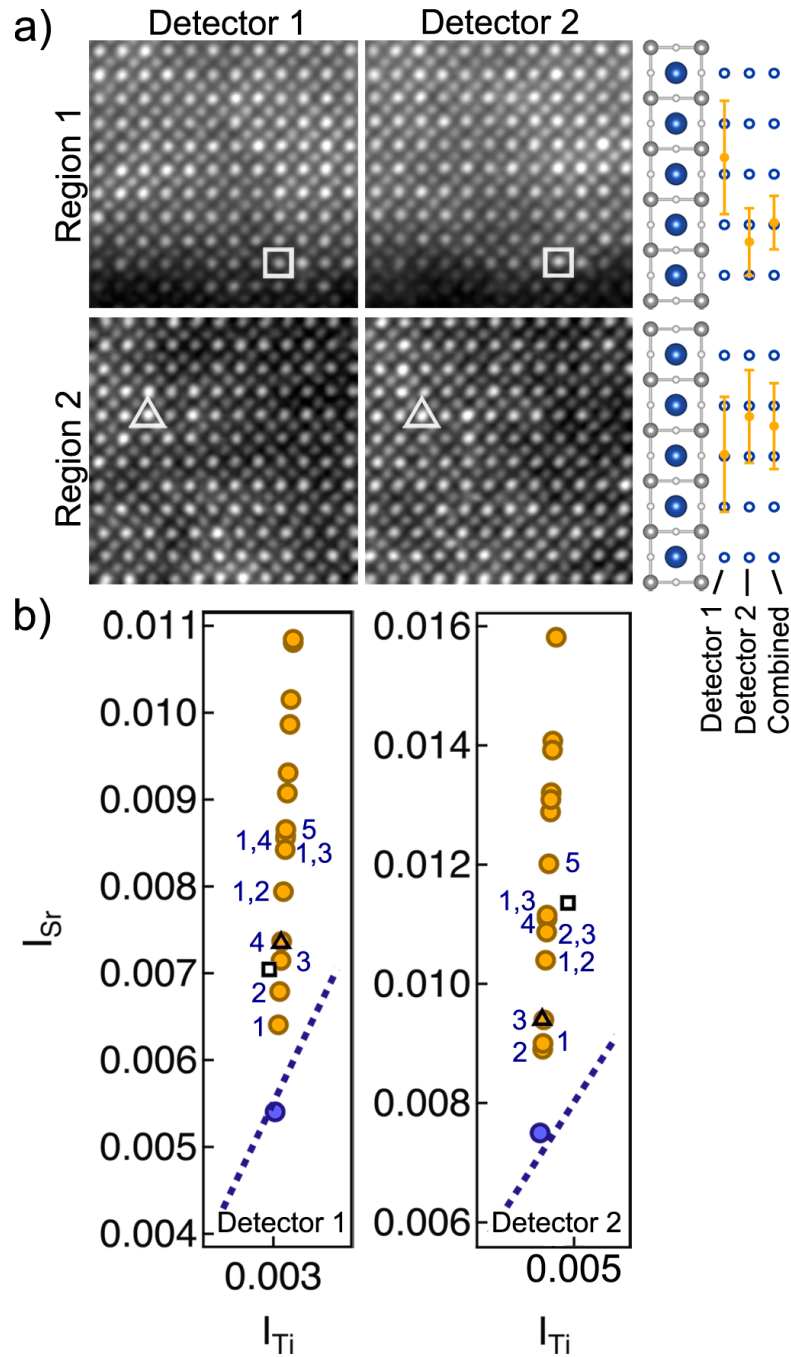 a)
Detector 1
Detector 2
Region 1
Region 2
Detector 1
Detector 2
Combined
b)
I_Sr
0.011
0.010
0.009
0.008
0.007
0.006
0.005
0.004
1,4
5
1,3
1,2
4
3
2
1
Detector 1
0.003
I_Ti
0.016
0.014
0.012
0.010
0.008
0.006
5
1,3
4
2,3
1,2
3
1
2
Detector 2
0.005
I_Ti